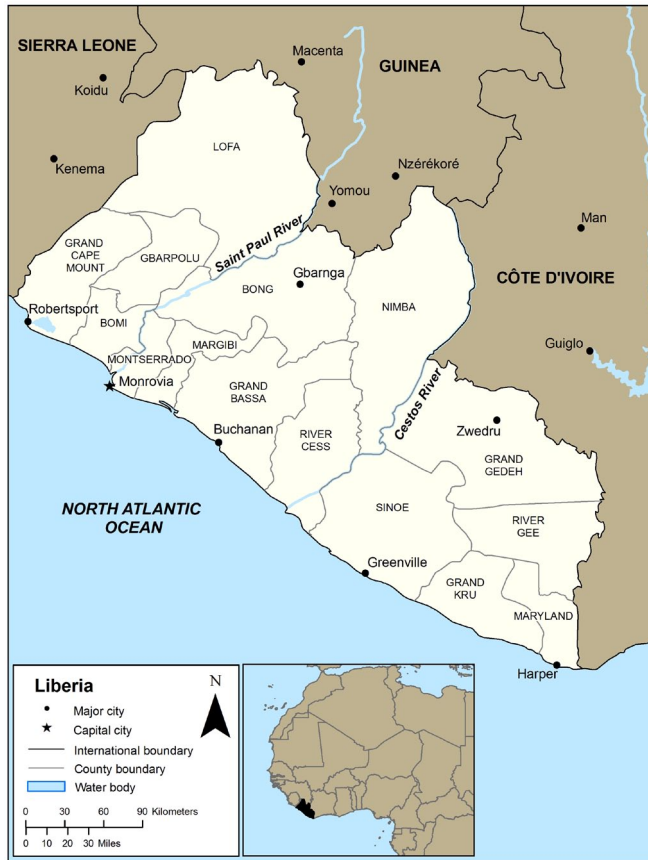 SIERRA LEONE
Macenta
GUINEA
Koidu
LOFA
Kenema
Nzérékoré
Yomou
Man
GRAND
CAPE
MOUNT
GBARPOLU
Saint Paul River
CÔTE D'IVOIRE
BONG
Gbarnga
NIMBA
Robertsport
BOMI
Guiglo
MARGIBI
MONTSERRADO
Monrovia
GRAND
BASSA
Cestos River
Buchanan
RIVER
CESS
Zwedru
GRAND
GEDEH
NORTH ATLANTIC
OCEAN
SINOE
RIVER
GEE
Greenville
GRAND
KRU
MARYLAND
Harper
Liberia
N
Major city
Capital city
International boundary
County boundary
Water body
0 30 60 90 Kilometers
0 10 20 30 Miles